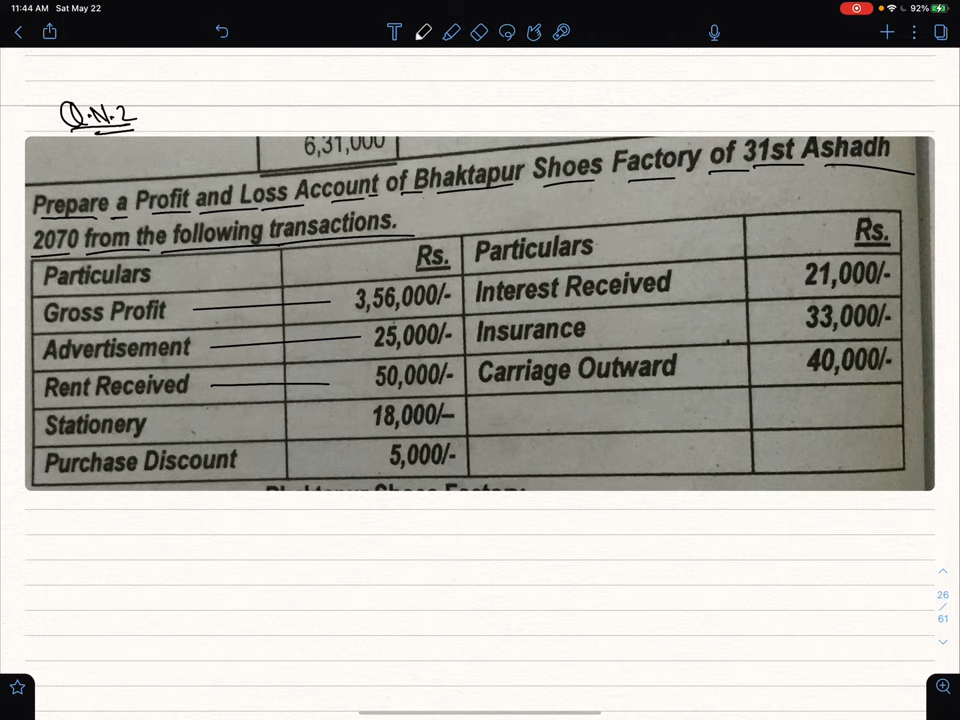 11:44 AM Sat May 22
92%
Q.N.2
6,31,000
Prepare a Profit and Loss Account of Bhaktapur Shoes Factory of 31st Ashadh
2070 from the following transactions.
Particulars Rs. Particulars Rs.
Gross Profit 3,56,000/- Interest Received 21,000/-
Advertisement 25,000/- Insurance 33,000/-
Rent Received 50,000/- Carriage Outward 40,000/-
Stationery 18,000/–
Purchase Discount 5,000/-
26
/
61